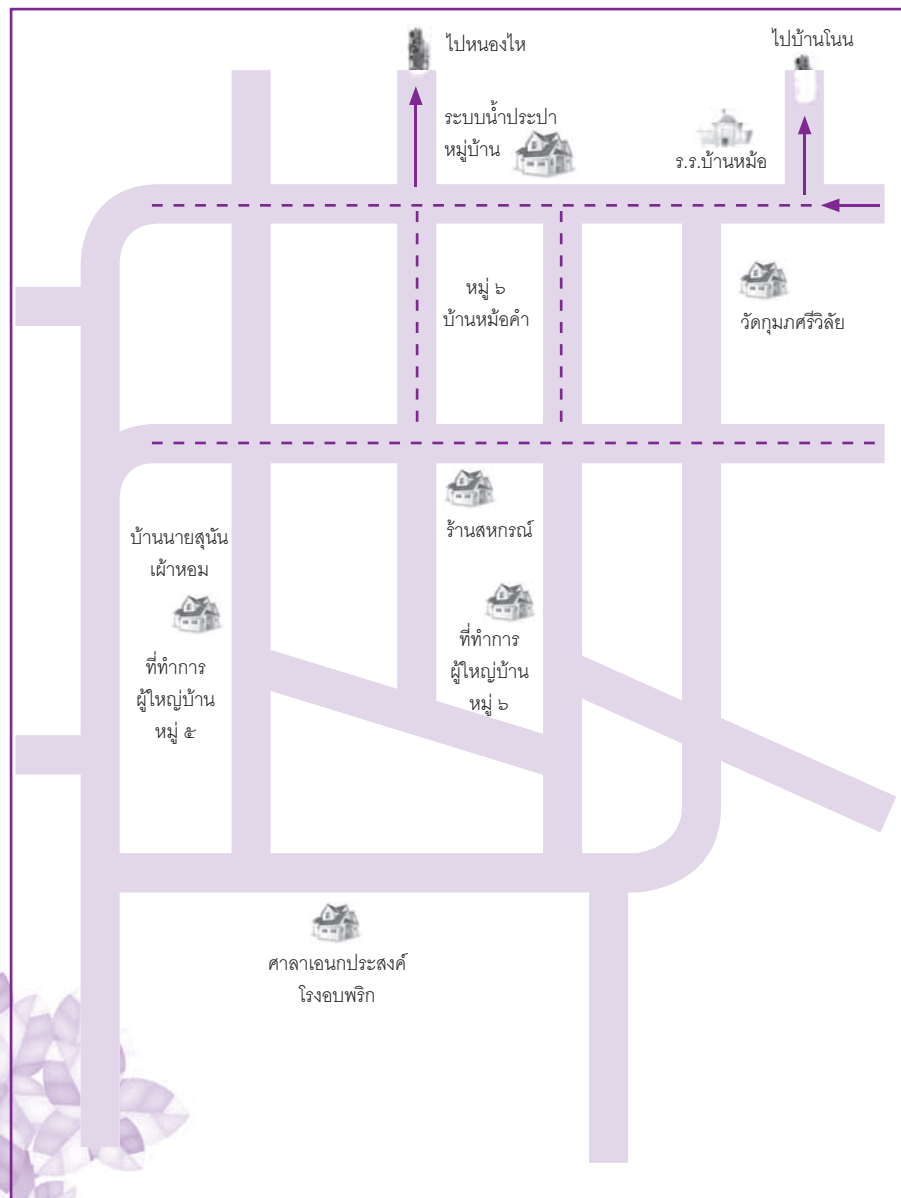 ไปหนองไห
ไปบ้านโนน
ระบบน้ำประปา
หมู่บ้าน
ร.ร.บ้านหม้อ
หมู่ ๖
บ้านหม้อคำ
วัดกุมภศรีวิลัย
ร้านสหกรณ์
บ้านนายสุนัน
เผ้าหอม
ที่ทำการ
ผู้ใหญ่บ้าน
หมู่ ๖
ที่ทำการ
ผู้ใหญ่บ้าน
หมู่ ๕
ศาลาเอนกประสงค์
โรงอบพริก